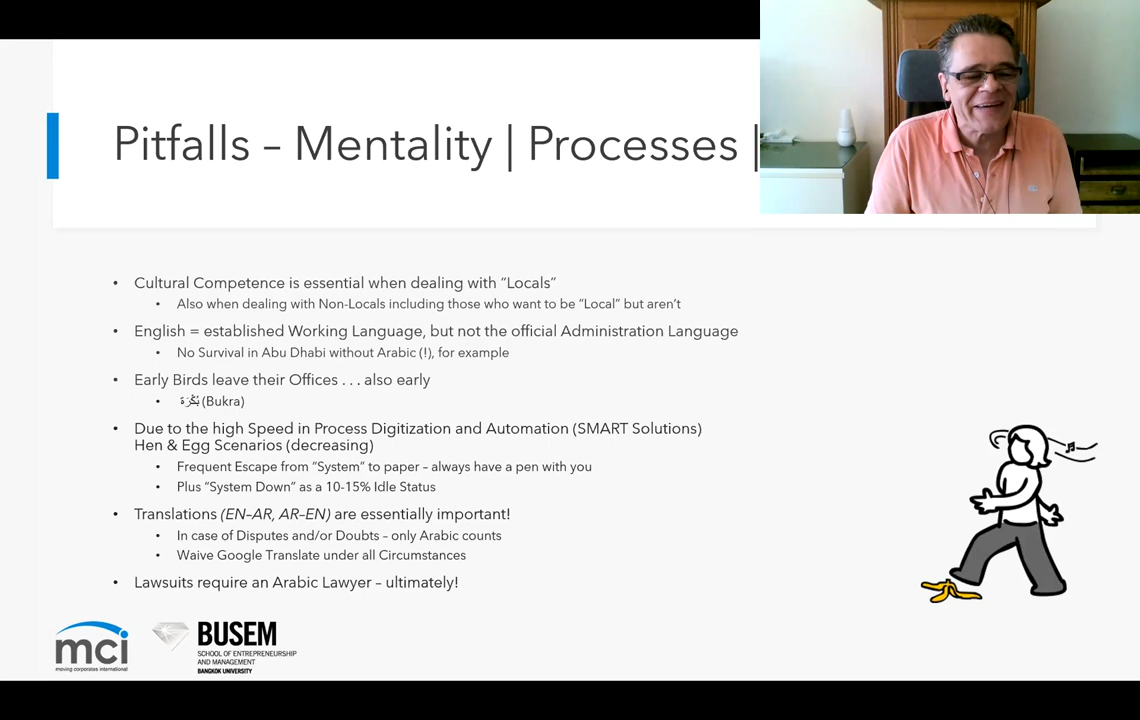 Pitfalls – Mentality | Processes |
• Cultural Competence is essential when dealing with “Locals“
• Also when dealing with Non-Locals including those who want to be “Local” but aren’t
• English = established Working Language, but not the official Administration Language
• No Survival in Abu Dhabi without Arabic (!), for example
• Early Birds leave their Offices . . . also early
• بُكْرَة (Bukra)
• Due to the high Speed in Process Digitization and Automation (SMART Solutions)
Hen & Egg Scenarios (decreasing)
• Frequent Escape from “System” to paper – always have a pen with you
• Plus “System Down” as a 10-15% Idle Status
• Translations (EN–AR, AR–EN) are essentially important!
• In case of Disputes and/or Doubts – only Arabic counts
• Waive Google Translate under all Circumstances
• Lawsuits require an Arabic Lawyer – ultimately!
mci
moving corporates international
BUSEM
SCHOOL OF ENTREPRENEURSHIP
AND MANAGEMENT
BANGKOK UNIVERSITY